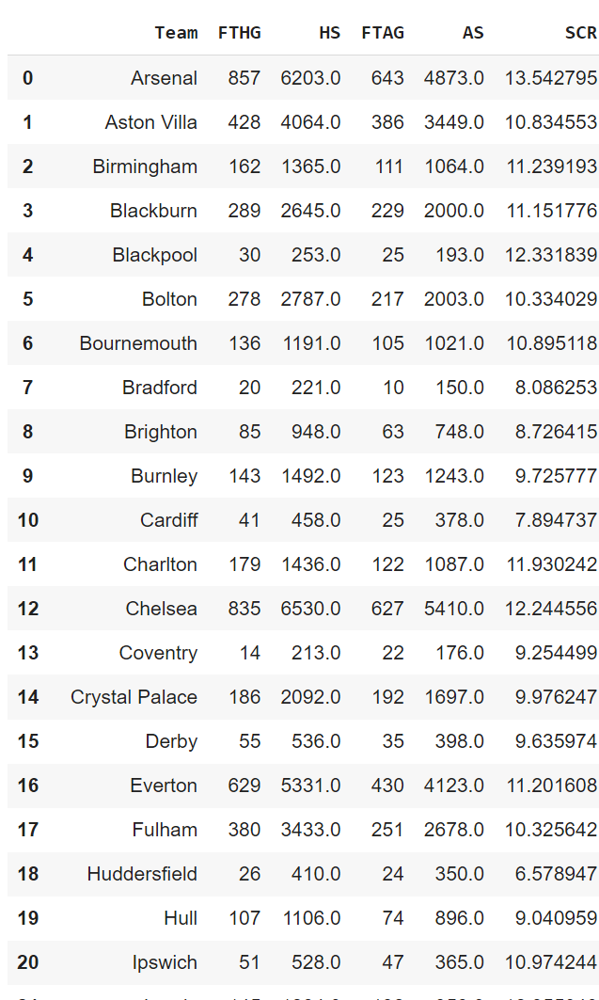 Team FTHG HS FTAG AS SCR
0 Arsenal 857 6203.0 643 4873.0 13.542795
1 Aston Villa 428 4064.0 386 3449.0 10.834553
2 Birmingham 162 1365.0 111 1064.0 11.239193
3 Blackburn 289 2645.0 229 2000.0 11.151776
4 Blackpool 30 253.0 25 193.0 12.331839
5 Bolton 278 2787.0 217 2003.0 10.334029
6 Bournemouth 136 1191.0 105 1021.0 10.895118
7 Bradford 20 221.0 10 150.0 8.086253
8 Brighton 85 948.0 63 748.0 8.726415
9 Burnley 143 1492.0 123 1243.0 9.725777
10 Cardiff 41 458.0 25 378.0 7.894737
11 Charlton 179 1436.0 122 1087.0 11.930242
12 Chelsea 835 6530.0 627 5410.0 12.244556
13 Coventry 14 213.0 22 176.0 9.254499
14 Crystal Palace 186 2092.0 192 1697.0 9.976247
15 Derby 55 536.0 35 398.0 9.635974
16 Everton 629 5331.0 430 4123.0 11.201608
17 Fulham 380 3433.0 251 2678.0 10.325642
18 Huddersfield 26 410.0 24 350.0 6.578947
19 Hull 107 1106.0 74 896.0 9.040959
20 Ipswich 51 528.0 47 365.0 10.974244